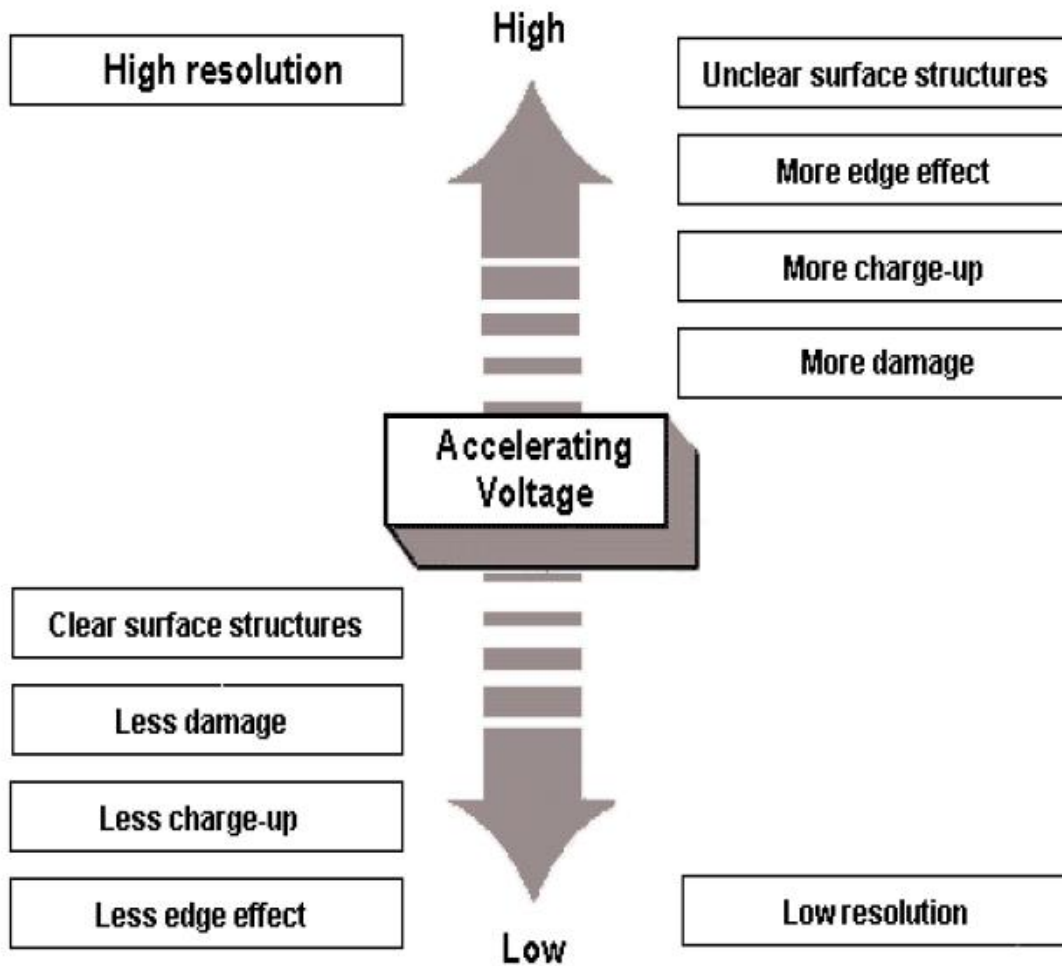 High
High resolution
Unclear surface structures
More edge effect
More charge-up
More damage
Accelerating
Voltage
Clear surface structures
Less damage
Less charge-up
Less edge effect
Low resolution
Low